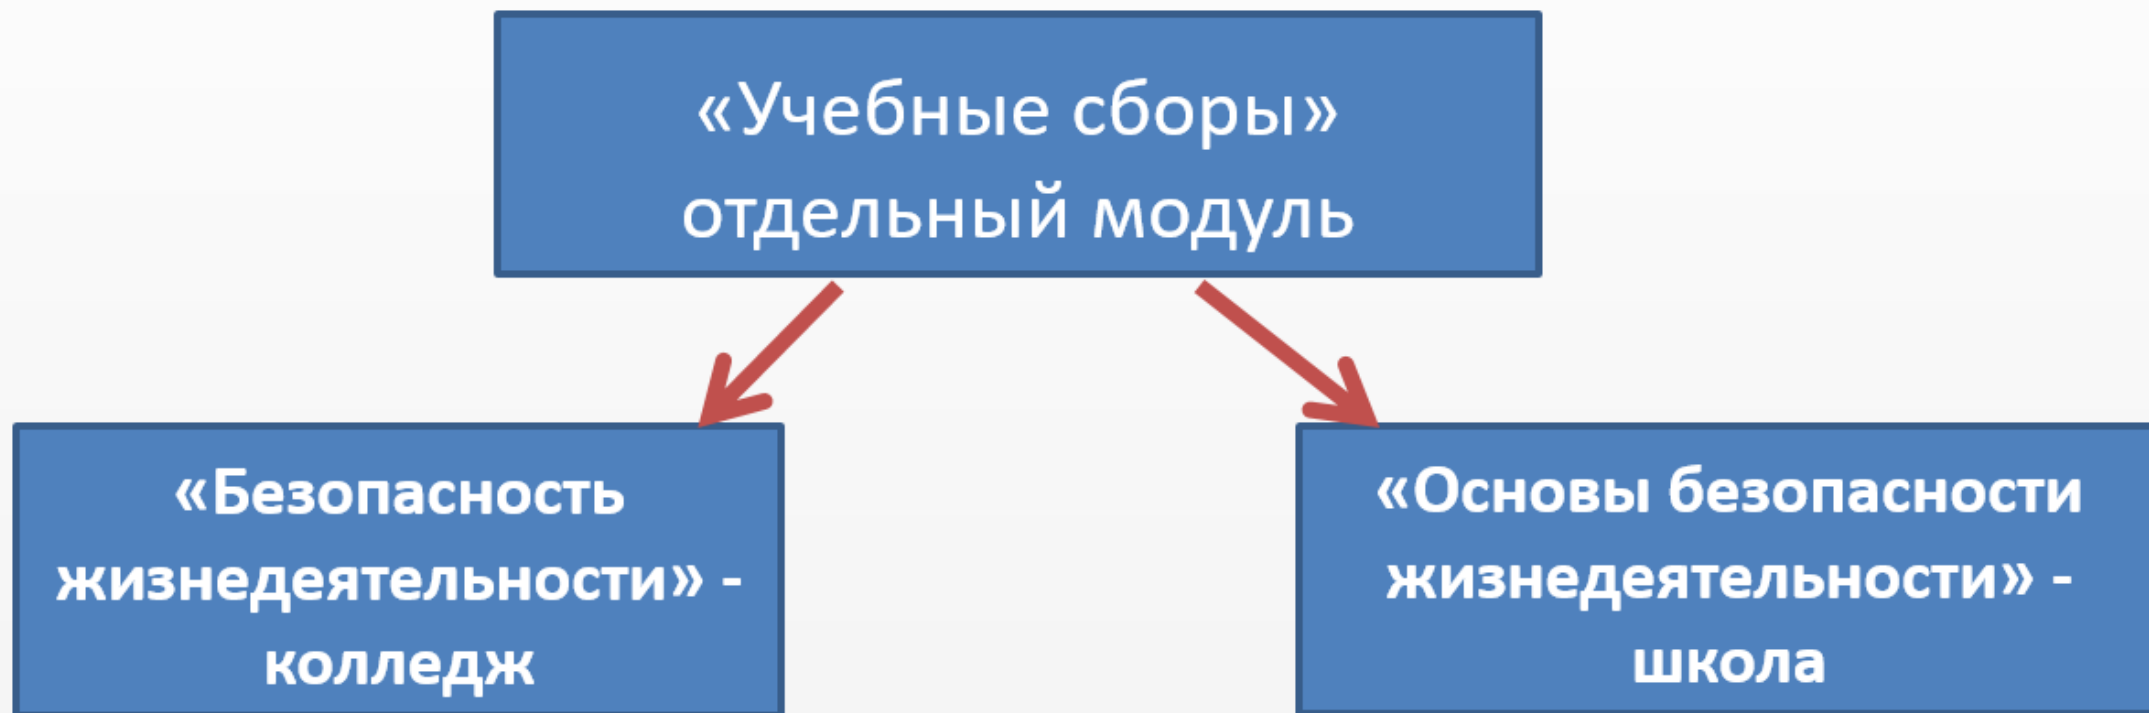 «Учебные сборы»
отдельный модуль
«Безопасность
жизнедеятельности» -
колледж
«Основы безопасности
жизнедеятельности» -
школа